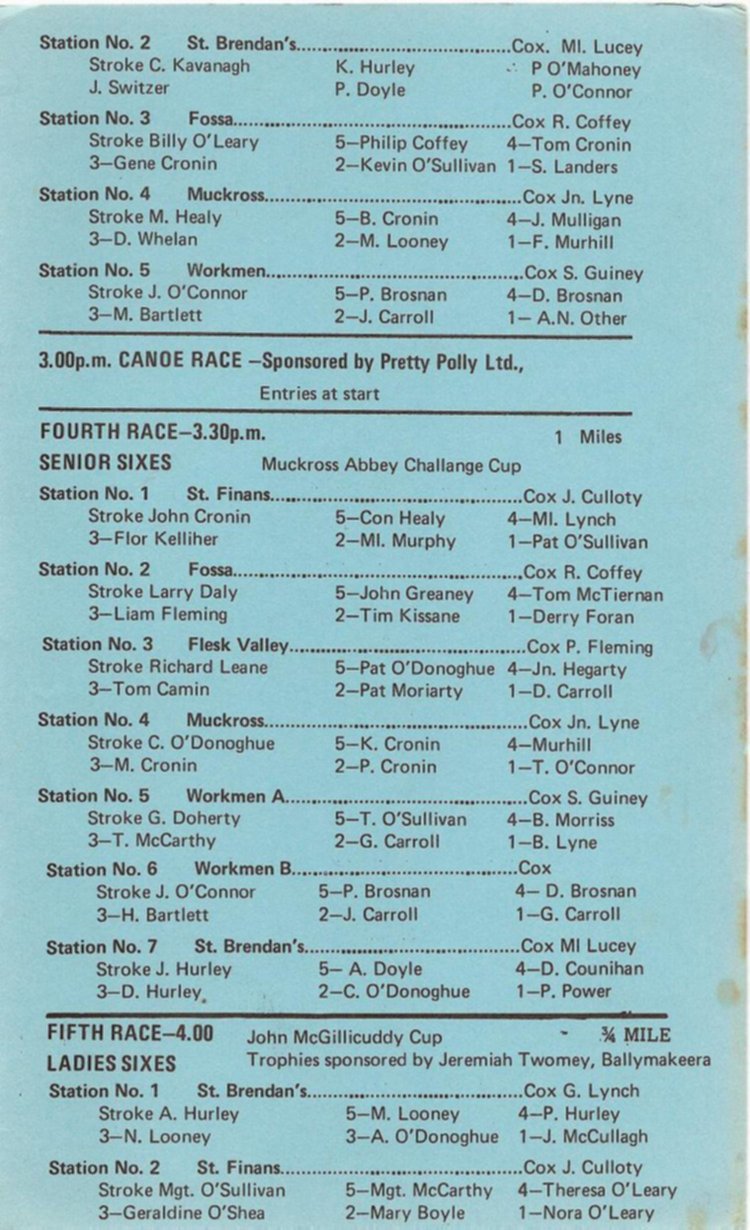 Station No. 2 St. Brendan's......Cox. Ml. Lucey
Stroke C. Kavanagh K. Hurley P O'Mahoney
J. Switzer P. Doyle P. O'Connor
Station No. 3 Fossa......Cox R. Coffey
Stroke Billy O'Leary 5—Philip Coffey 4—Tom Cronin
3—Gene Cronin 2—Kevin O'Sullivan 1—S. Landers
Station No. 4 Muckross......Cox Jn. Lyne
Stroke M. Healy 5—B. Cronin 4—J. Mulligan
3—D. Whelan 2—M. Looney 1—F. Murhill
Station No. 5 Workmen......Cox S. Guiney
Stroke J. O'Connor 5—P. Brosnan 4—D. Brosnan
3—M. Bartlett 2—J. Carroll 1— A.N. Other
3.00p.m. CANOE RACE —Sponsored by Pretty Polly Ltd.,
Entries at start
FOURTH RACE—3.30p.m. 1 Miles
SENIOR SIXES Muckross Abbey Challange Cup
Station No. 1 St. Finans......Cox J. Culloty
Stroke John Cronin 5—Con Healy 4—Ml. Lynch
3—Flor Kelliher 2—Ml. Murphy 1—Pat O'Sullivan
Station No. 2 Fossa......Cox R. Coffey
Stroke Larry Daly 5—John Greaney 4—Tom McTiernan
3—Liam Fleming 2—Tim Kissane 1—Derry Foran
Station No. 3 Flesk Valley......Cox P. Fleming
Stroke Richard Leane 5—Pat O'Donoghue 4—Jn. Hegarty
3—Tom Camin 2—Pat Moriarty 1—D. Carroll
Station No. 4 Muckross......Cox Jn. Lyne
Stroke C. O'Donoghue 5—K. Cronin 4—Murhill
3—M. Cronin 2—P. Cronin 1—T. O'Connor
Station No. 5 Workmen A......Cox S. Guiney
Stroke G. Doherty 5—T. O'Sullivan 4—B. Morriss
3—T. McCarthy 2—G. Carroll 1—B. Lyne
Station No. 6 Workmen B......Cox
Stroke J. O'Connor 5—P. Brosnan 4— D. Brosnan
3—H. Bartlett 2—J. Carroll 1—G. Carroll
Station No. 7 St. Brendan's......Cox Ml Lucey
Stroke J. Hurley 5— A. Doyle 4—D. Counihan
3—D. Hurley 2—C. O'Donoghue 1—P. Power
FIFTH RACE—4.00 John McGillicuddy Cup - ¾ MILE
LADIES SIXES Trophies sponsored by Jeremiah Twomey, Ballymakeera
Station No. 1 St. Brendan's......Cox G. Lynch
Stroke A. Hurley 5—M. Looney 4—P. Hurley
3—N. Looney 3—A. O'Donoghue 1—J. McCullagh
Station No. 2 St. Finans......Cox J. Culloty
Stroke Mgt. O'Sullivan 5—Mgt. McCarthy 4—Theresa O'Leary
3—Geraldine O'Shea 2—Mary Boyle 1—Nora O'Leary